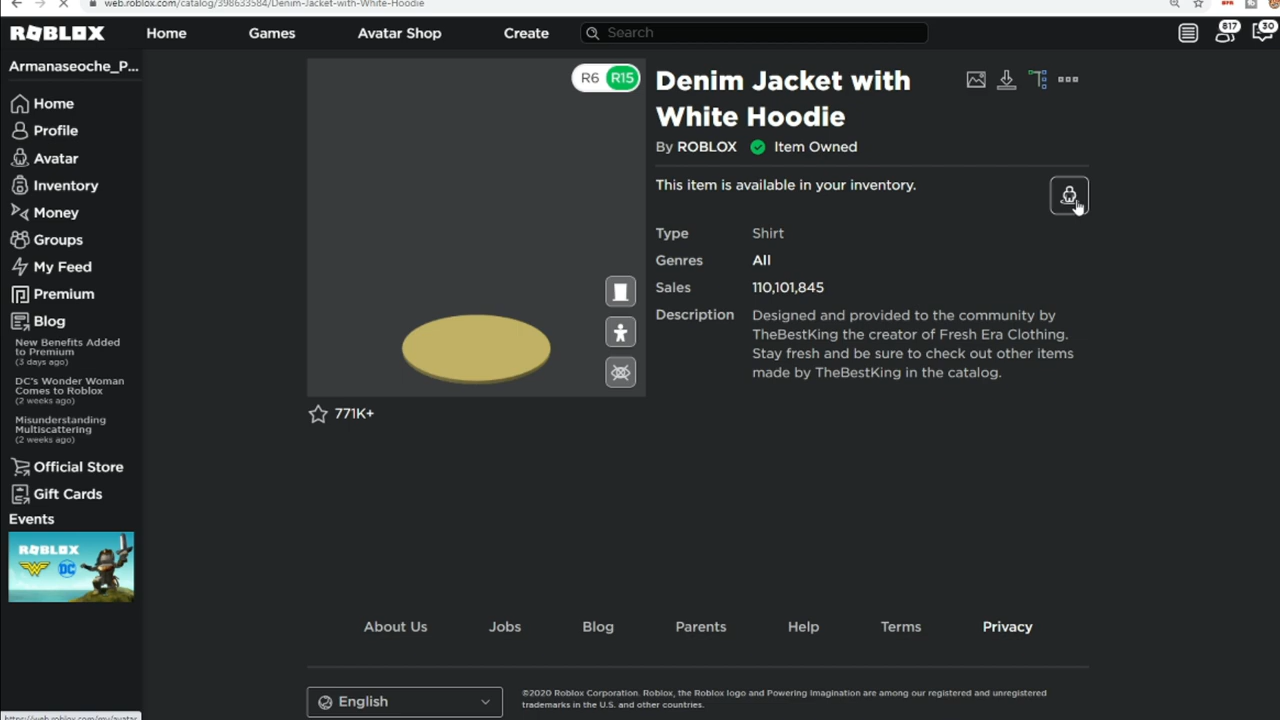 web.roblox.com/catalog/398633584/Denim-Jacket-with-White-Hoodie
ROBLOX
Home
Games
Avatar Shop
Create
Search
817
30
Armanaseoche_P...
Home
Profile
Avatar
Inventory
Money
Groups
My Feed
Premium
Blog
New Benefits Added
to Premium
(3 days ago)
DC's Wonder Woman
Comes to Roblox
(2 weeks ago)
Misunderstanding
Multiscattering
(2 weeks ago)
Official Store
Gift Cards
Events
ROBLOX
DC
R6 R15
771K+
Denim Jacket with
White Hoodie
By ROBLOX Item Owned
This item is available in your inventory.
Type Shirt
Genres All
Sales 110,101,845
Description Designed and provided to the community by
TheBestKing the creator of Fresh Era Clothing.
Stay fresh and be sure to check out other items
made by TheBestKing in the catalog.
About Us
Jobs
Blog
Parents
Help
Terms
Privacy
English
©2020 Roblox Corporation. Roblox, the Roblox logo and Powering Imagination are among our registered and unregistered
trademarks in the U.S. and other countries.
https://web.roblox.com/my/avatar